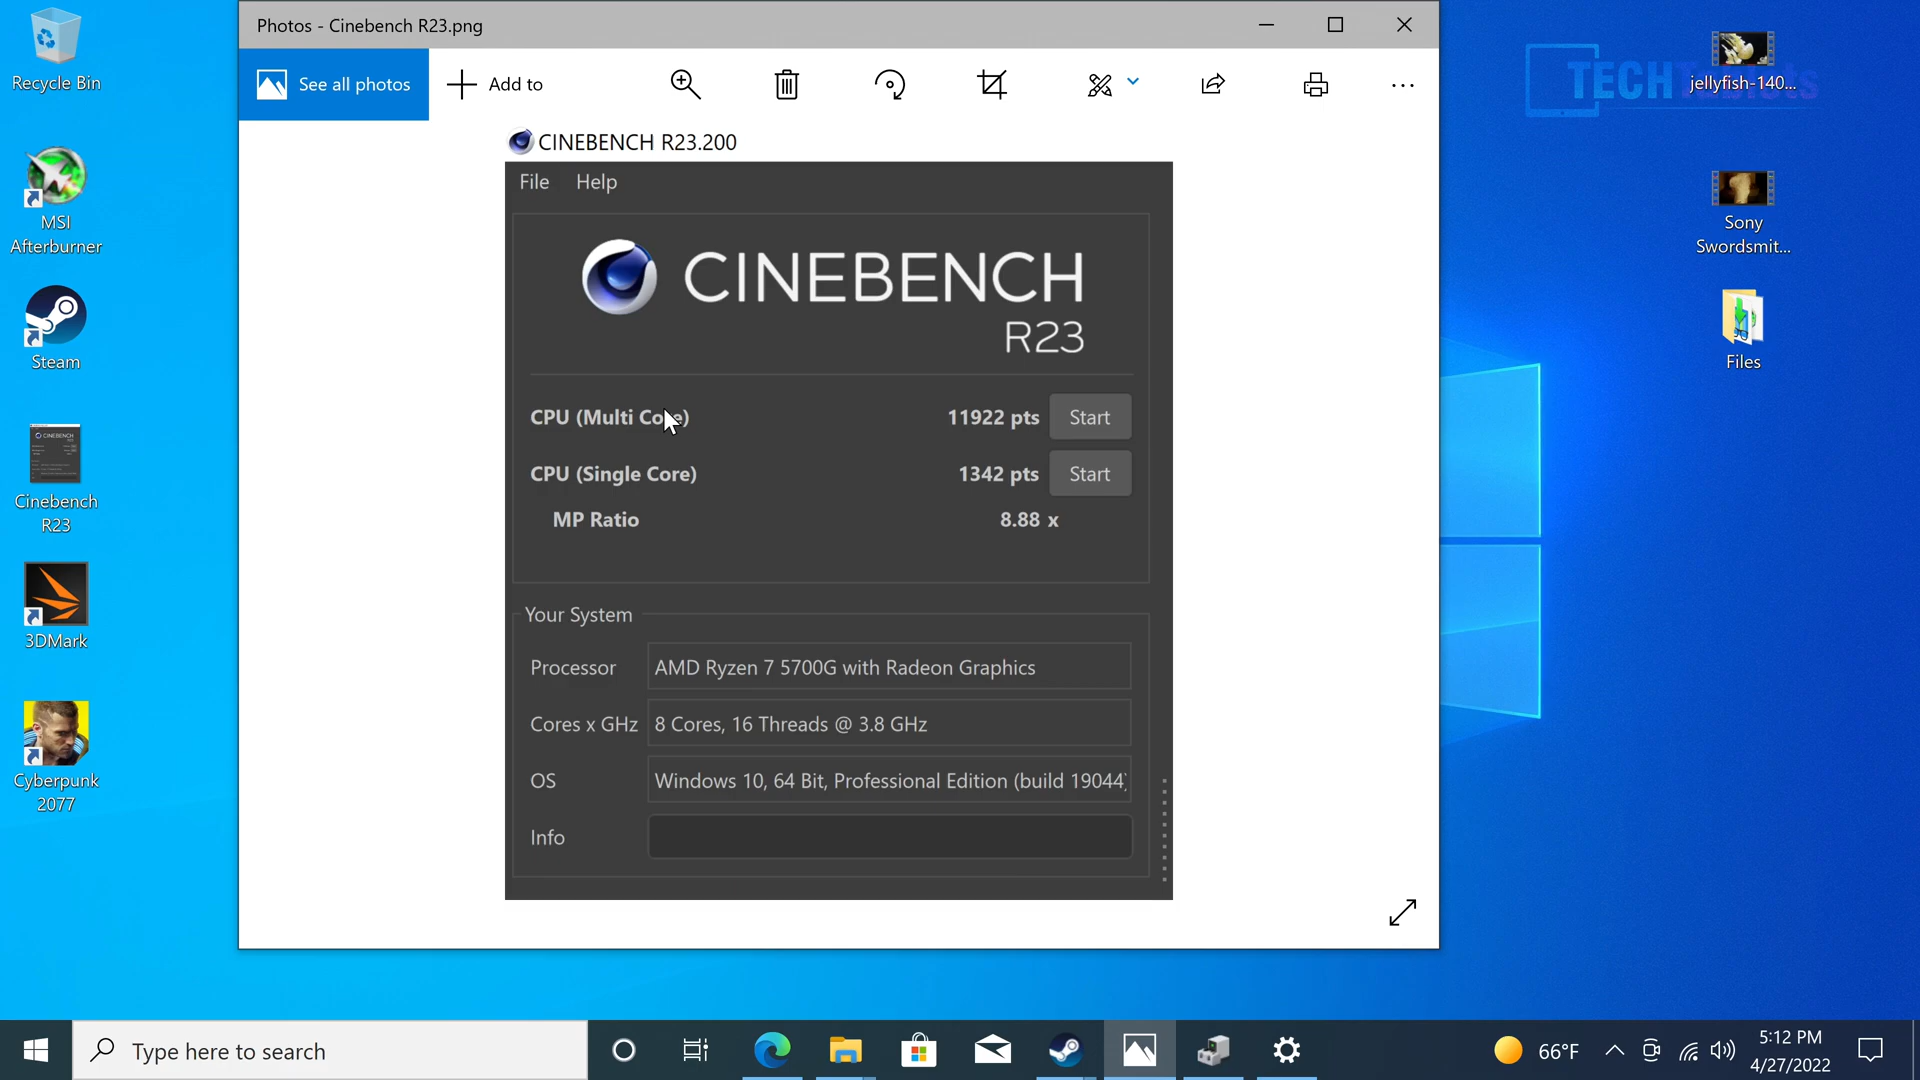 Photos - Cinebench R23.png
See all photos
Add to
CINEBENCH R23.200
File Help
CINEBENCH
R23
CPU (Multi Core) 11922 pts Start
CPU (Single Core) 1342 pts Start
MP Ratio 8.88 x
Your System
Processor AMD Ryzen 7 5700G with Radeon Graphics
Cores x GHz 8 Cores, 16 Threads @ 3.8 GHz
OS Windows 10, 64 Bit, Professional Edition (build 19044)
Info
Recycle Bin
MSI
Afterburner
Steam
Cinebench
R23
3DMark
Cyberpunk
2077
TECHTablets
jellyfish-140...
Sony
Swordsmit...
Files
Type here to search
66°F
5:12 PM
4/27/2022